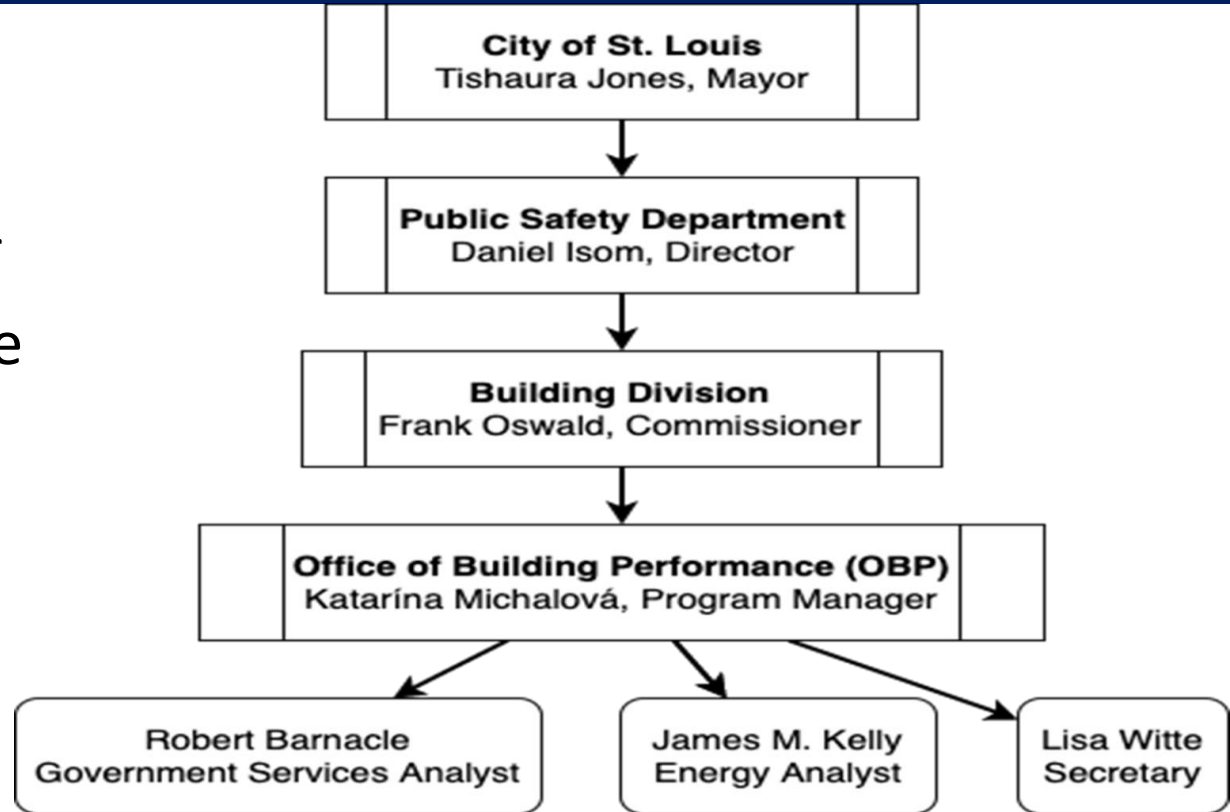 City of St. Louis
Tishaura Jones, Mayor
Public Safety Department
Daniel Isom, Director
e
Building Division
Frank Oswald, Commissioner
Office of Building Performance (OBP)
Katarína Michalová, Program Manager
Robert Barnacle
Government Services Analyst
James M. Kelly
Energy Analyst
Lisa Witte
Secretary